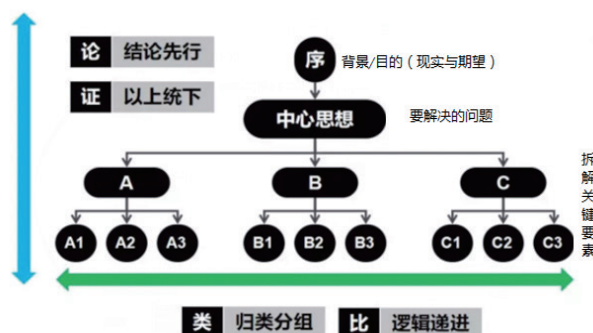 论 结论先行
序 背景/目的（现实与期望）
证 以上统下
中心思想 要解决的问题
A B C
拆
解
关
键
要
素
A1 A2 A3 B1 B2 B3 C1 C2 C3
类 归类分组 比 逻辑递进